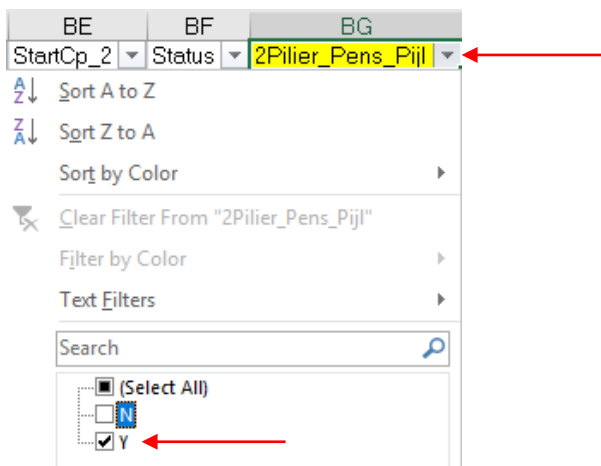 BE BF BG
StartCp_2 Status 2Pilier_Pens_Pijl
Sort A to Z
Sort Z to A
Sort by Color
Clear Filter From "2Pilier_Pens_Pijl"
Filter by Color
Text Filters
Search
(Select All)
N
Y